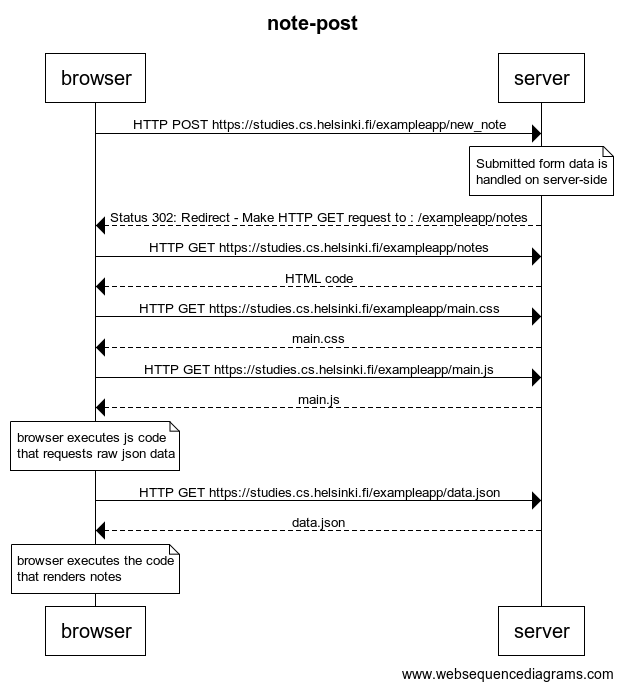 note-post
browser
server
HTTP POST https://studies.cs.helsinki.fi/exampleapp/new_note
Submitted form data is
handled on server-side
Status 302: Redirect - Make HTTP GET request to : /exampleapp/notes
HTTP GET https://studies.cs.helsinki.fi/exampleapp/notes
HTML code
HTTP GET https://studies.cs.helsinki.fi/exampleapp/main.css
main.css
HTTP GET https://studies.cs.helsinki.fi/exampleapp/main.js
main.js
browser executes js code
that requests raw json data
HTTP GET https://studies.cs.helsinki.fi/exampleapp/data.json
data.json
browser executes the code
that renders notes
browser
server
www.websequencediagrams.com